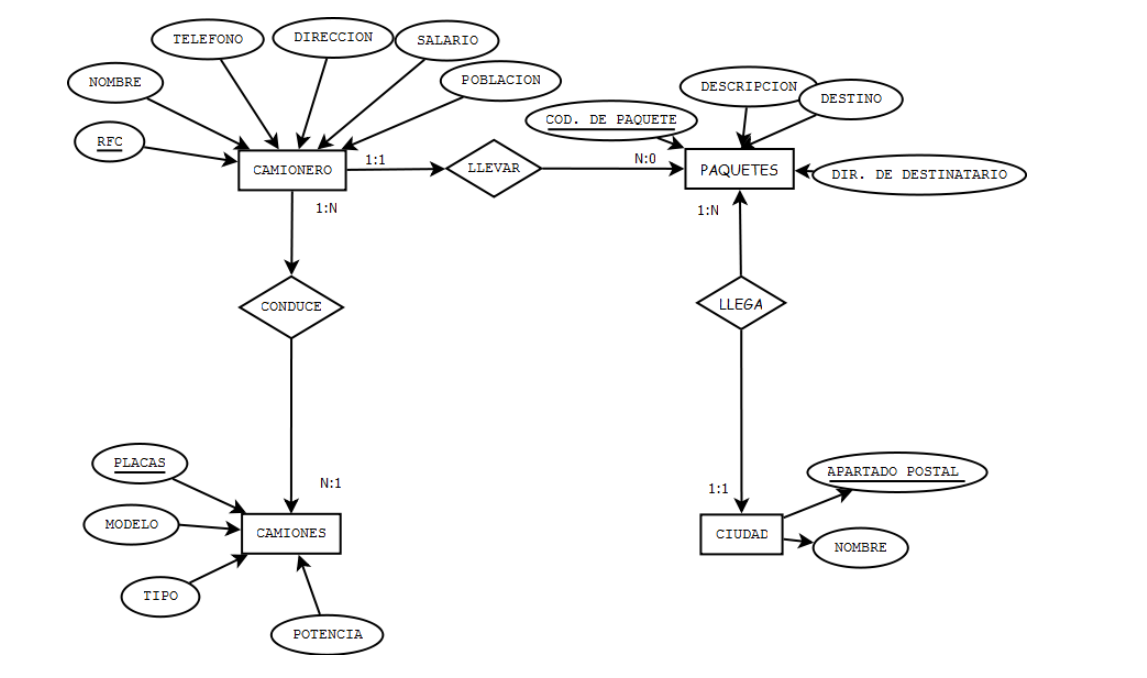 TELEFONO
DIRECCION
SALARIO
NOMBRE
POBLACION
DESCRIPCION
DESTINO
COD. DE PAQUETE
RFC
CAMIONERO
1:1
LLEVAR
N:0
PAQUETES
DIR. DE DESTINATARIO
1:N
1:N
CONDUCE
LLEGA
PLACAS
APARTADO POSTAL
N:1
1:1
MODELO
CAMIONES
CIUDAD
NOMBRE
TIPO
POTENCIA